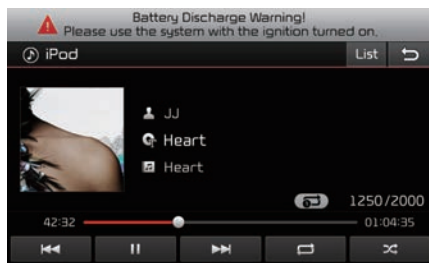 Battery Discharge Warning!
Please use the system with the ignition turned on.
iPod
List
JJ
Heart
Heart
1250/2000
42:32
01:04:35